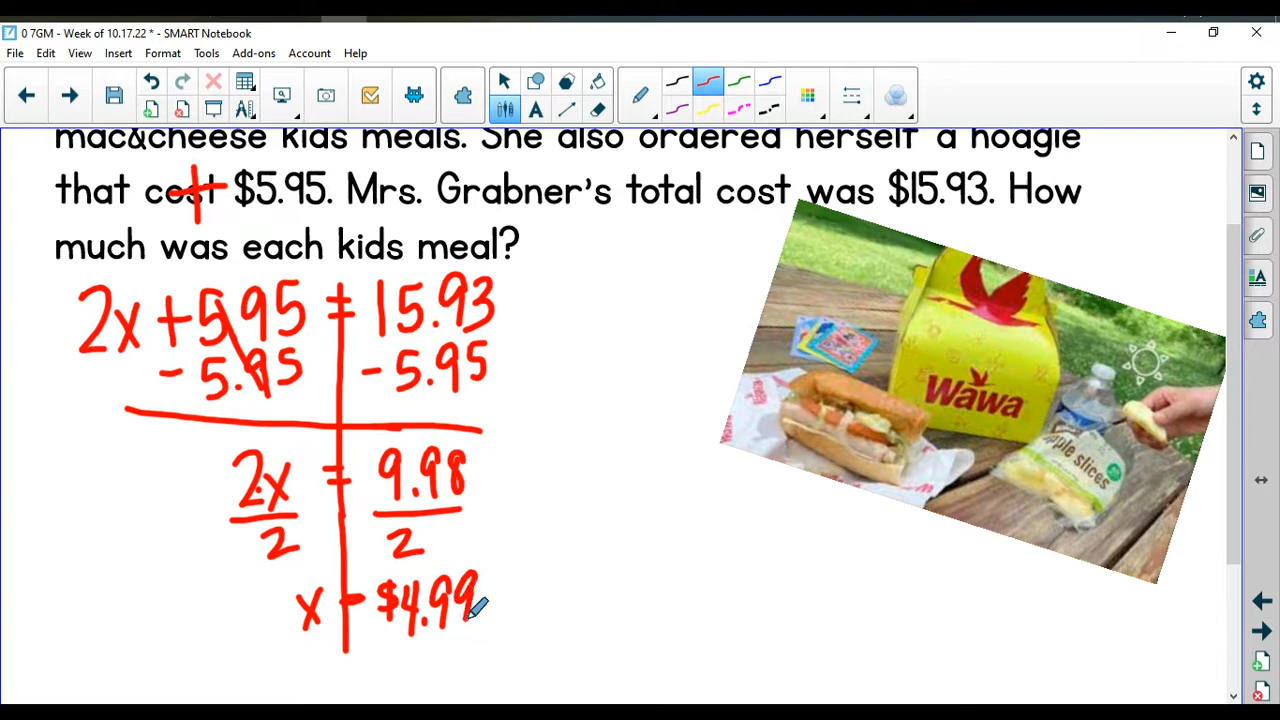 0 7GM - Week of 10.17.22 * - SMART Notebook
File Edit View Insert Format Tools Add-ons Account Help
mac&cheese kids meals. She also ordered herself a hoagie
that cost $5.95. Mrs. Grabner's total cost was $15.93. How
much was each kids meal?
+
2x + 5.95 = 15.93
- 5.95 - 5.95
2x = 9.98
2 2
x = $4.99
Wawa
apple slices